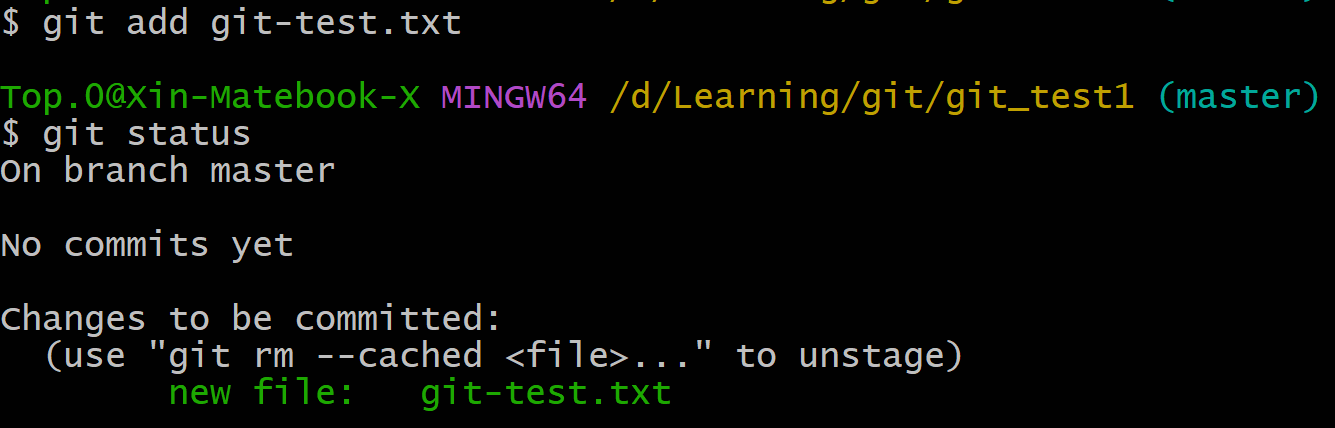 $ git add git-test.txt
Top.O@Xin-Matebook-X MINGW64 /d/Learning/git/git_test1 (master)
$ git status
On branch master
No commits yet
Changes to be committed:
(use "git rm --cached <file>..." to unstage)
new file: git-test.txt